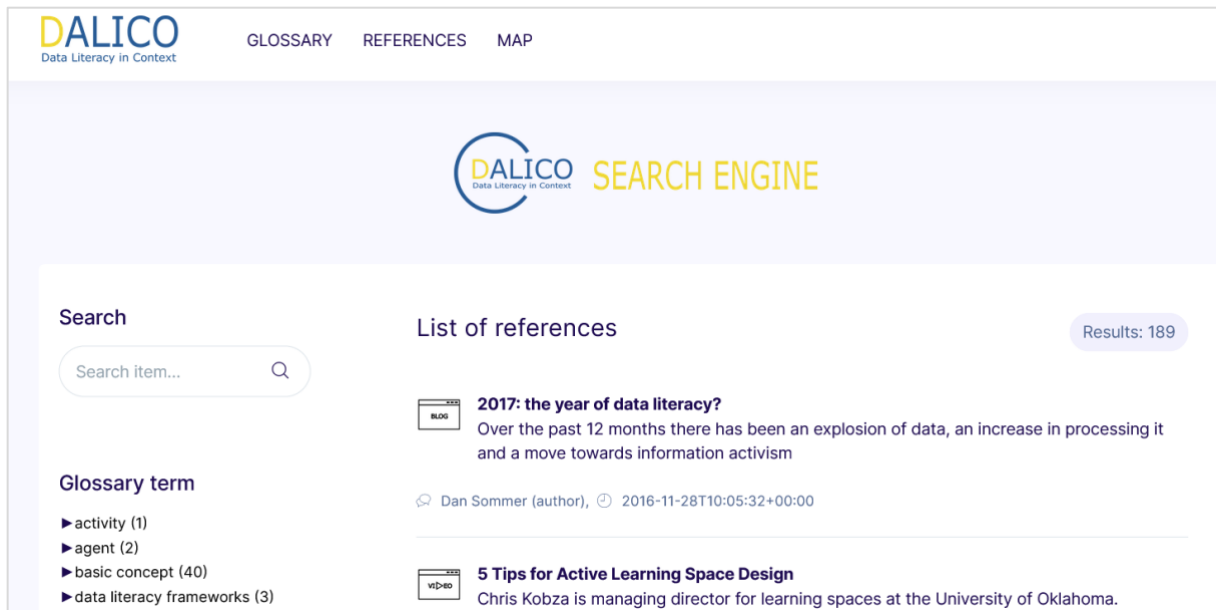 DALICO
Data Literacy in Context
GLOSSARY REFERENCES MAP
DALICO
Data Literacy in Context
SEARCH ENGINE
Search
Search item...
Glossary term
►activity (1)
►agent (2)
►basic concept (40)
►data literacy frameworks (3)
List of references
Results: 189
BLOG
2017: the year of data literacy?
Over the past 12 months there has been an explosion of data, an increase in processing it
and a move towards information activism
Dan Sommer (author), 2016-11-28T10:05:32+00:00
VIDEO
5 Tips for Active Learning Space Design
Chris Kobza is managing director for learning spaces at the University of Oklahoma.